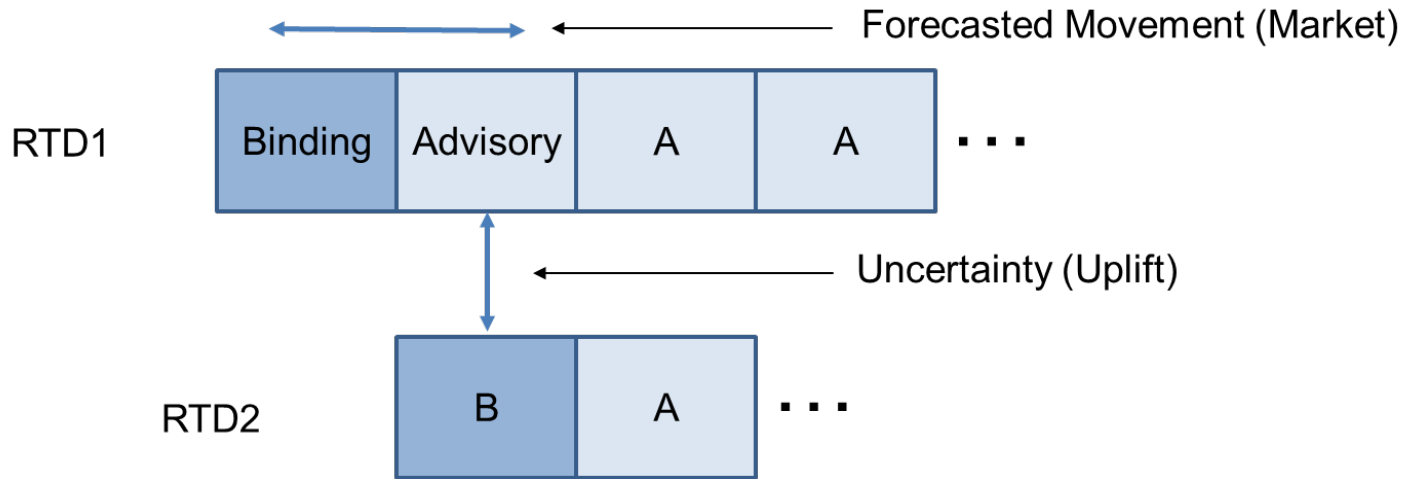 Forecasted Movement (Market)
RTD1
Binding
Advisory
A
A
...
Uncertainty (Uplift)
RTD2
B
A
...